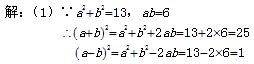 解：(1) ∵a²+b²=13，ab=6
∴(a+b)²=a²+b²+2ab=13+2×6=25
(a-b)²=a²+b²-2ab=13-2×6=1